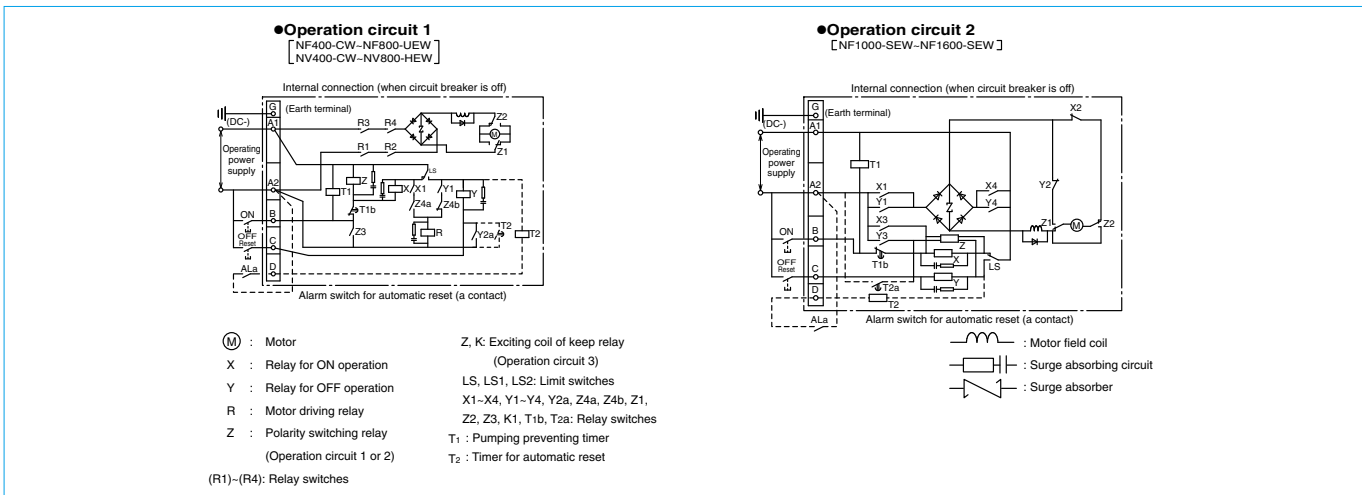 ●Operation circuit 1
NF400-CW~NF800-UEW
NV400-CW~NV800-HEW
Internal connection (when circuit breaker is off)
G
(Earth terminal)
(DC-)
A1
R3
R4
Z2
M
Z1
R1
R2
Operating
power
supply
LS
T1
Z
X
X1
Y1
Y
A2
T1b
Z4a
Z4b
ON
B
Z3
R
Y2a
T2
T2
OFF
Reset
C
ALa
D
Alarm switch for automatic reset (a contact)
●Operation circuit 2
NF1000-SEW~NF1600-SEW
Internal connection (when circuit breaker is off)
G
(Earth terminal)
X2
(DC-)
A1
Operating
power
supply
T1
A2
X1
Y1
X4
Y4
Y2
X3
Y3
Z1
M
Z2
ON
B
Z
T1b
X
LS
OFF
Reset
C
Y
D
T2a
T2
ALa
Alarm switch for automatic reset (a contact)
M : Motor
X : Relay for ON operation
Y : Relay for OFF operation
R : Motor driving relay
Z : Polarity switching relay
(Operation circuit 1 or 2)
(R1)~(R4): Relay switches
Z, K: Exciting coil of keep relay
(Operation circuit 3)
LS, LS1, LS2: Limit switches
X1~X4, Y1~Y4, Y2a, Z4a, Z4b, Z1,
Z2, Z3, K1, T1b, T2a: Relay switches
T1 : Pumping preventing timer
T2 : Timer for automatic reset
: Motor field coil
: Surge absorbing circuit
: Surge absorber